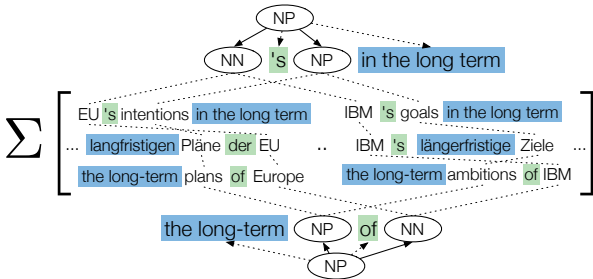 NP
NN 's NP in the long term
∑
EU 's intentions in the long term
IBM 's goals in the long term
... langfristigen Pläne der EU
..
IBM 's längerfristige Ziele ...
the long-term plans of Europe
the long-term ambitions of IBM
the long-term NP of NN
NP